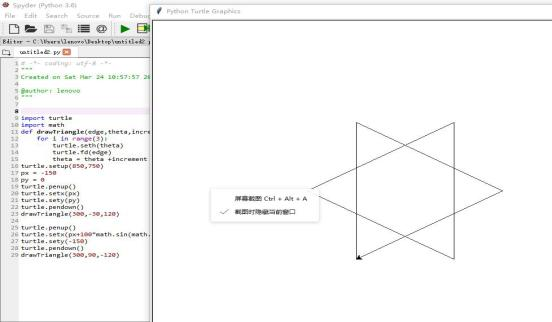 Spyder (Python 3.6)
File Edit Search Source Run Debug
Editor - C:\Users\lenovo\Desktop\untitled2.p
untitled2.py
1 # -*- coding: utf-8 -*-
2 """
3 Created on Sat Mar 24 10:57:57 20
4
5 @author: lenovo
6 """
7
8
9 import turtle
10 import math
11 def drawTriangle(edge,theta,incre
12 for i in range(3):
13 turtle.seth(theta)
14 turtle.fd(edge)
15 theta = theta +increment
16 turtle.setup(850,750)
17 px = -150
18 py = 0
19 turtle.penup()
20 turtle.setx(px)
21 turtle.sety(py)
22 turtle.pendown()
23 drawTriangle(300,-30,120)
24
25 turtle.penup()
26 turtle.setx(px+100*math.sin(math.
27 turtle.sety(-150)
28 turtle.pendown()
29 drawTriangle(300,90,-120)
Python Turtle Graphics
屏幕截图 Ctrl + Alt + A
截图时隐藏当前窗口